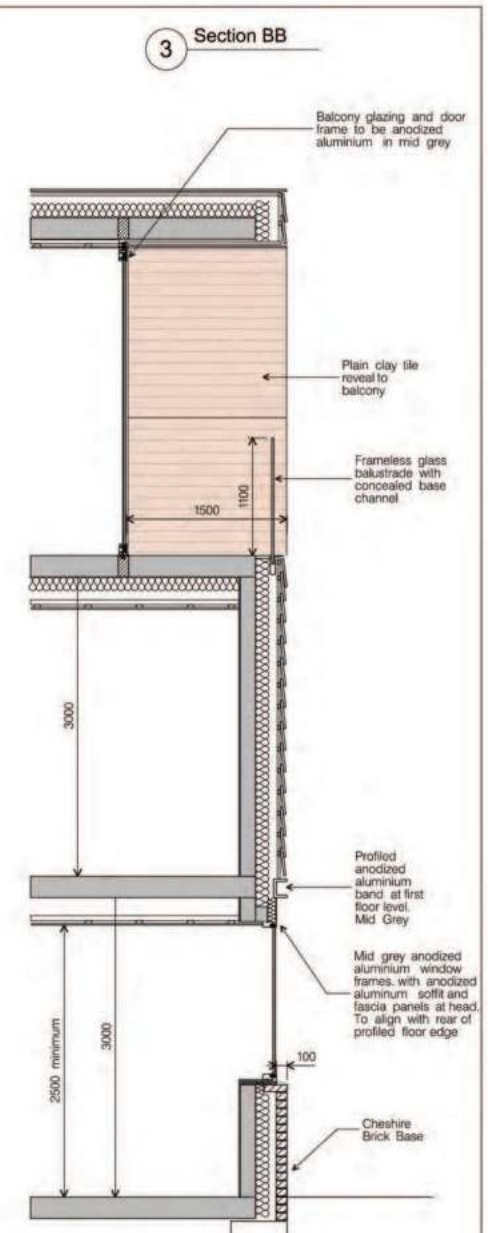 3
Section BB
Balcony glazing and door
frame to be anodized
aluminium in mid grey
Plain clay tile
reveal to
balcony
Frameless glass
balustrade with
concealed base
channel
1100
1500
3000
Profiled
anodized
aluminium
band at first
floor level.
Mid Grey
Mid grey anodized
aluminium window
frames. with anodized
aluminum soffit and
fascia panels at head.
To align with rear of
profiled floor edge
2500 minimum
3000
100
Cheshire
Brick Base